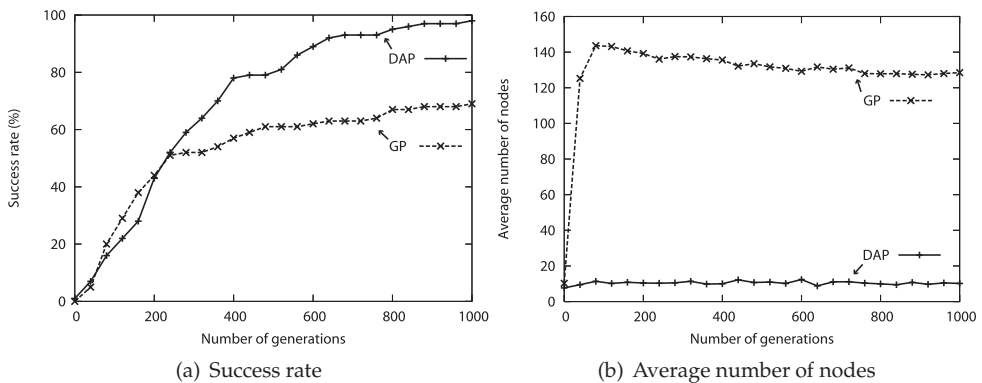 100
80
60
40
20
0
Success rate (%)
DAP
GP
0 200 400 600 800 1000
Number of generations
(a) Success rate
160
140
120
100
80
60
40
20
0
Average number of nodes
GP
DAP
0 200 400 600 800 1000
Number of generations
(b) Average number of nodes